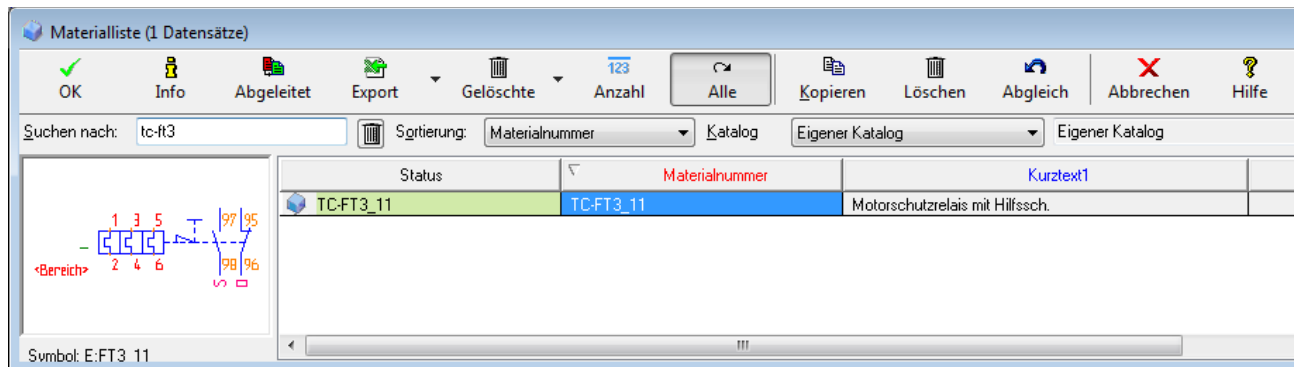 Materialliste (1 Datensätze)
OK Info Abgeleitet Export Gelöschte 123 Anzahl Alle Kopieren Löschen Abgleich Abbrechen Hilfe
Suchen nach: tc-ft3 Sortierung: Materialnummer Katalog Eigener Katalog Eigener Katalog
Status Materialnummer Kurztext1
TC-FT3_11 TC-FT3_11 Motorschutzrelais mit Hilfssch.
1 3 5 97 95
–
<Bereich> 2 4 6 98 96
S Ö
Symbol: E:FT3_11